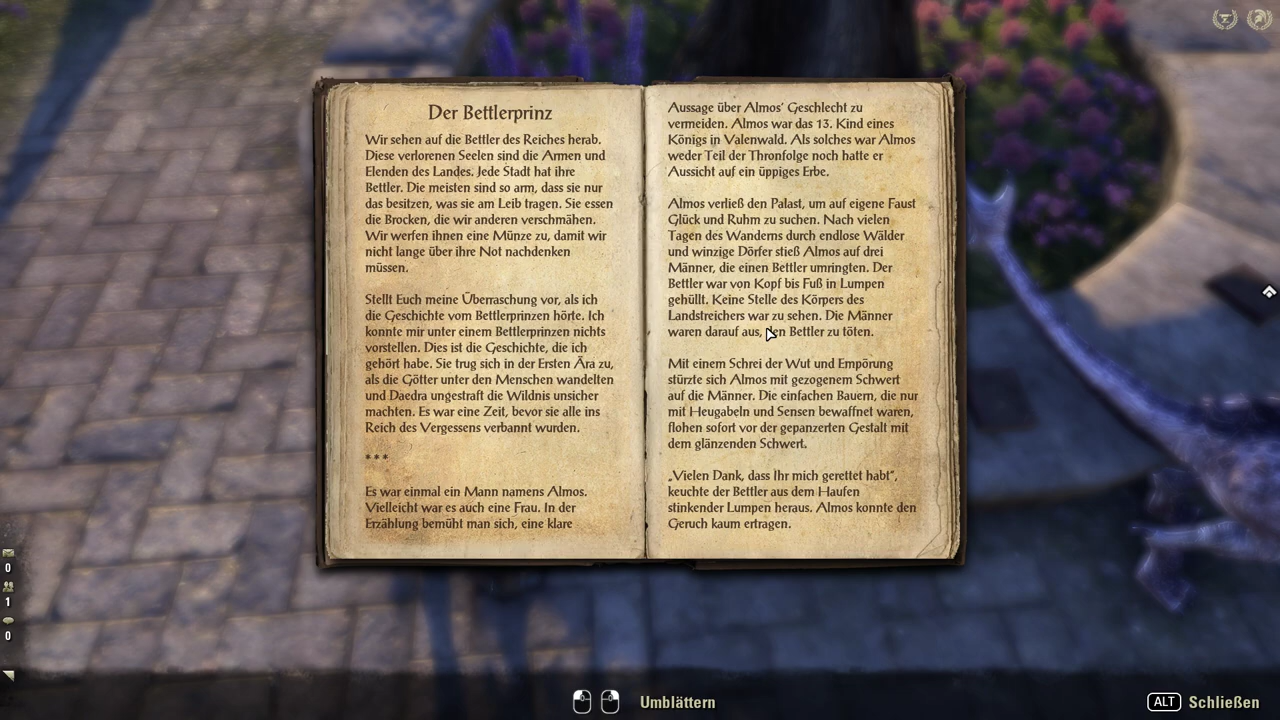 Der Bettlerprinz
Wir sehen auf die Bettler des Reiches herab.
Diese verlorenen Seelen sind die Armen und
Elenden des Landes. Jede Stadt hat ihre
Bettler. Die meisten sind so arm, dass sie nur
das besitzen, was sie am Leib tragen. Sie essen
die Brocken, die wir anderen verschmähen.
Wir werfen ihnen eine Münze zu, damit wir
nicht lange über ihre Not nachdenken
müssen.
Stellt Euch meine Überraschung vor, als ich
die Geschichte vom Bettlerprinzen hörte. Ich
konnte mir unter einem Bettlerprinzen nichts
vorstellen. Dies ist die Geschichte, die ich
gehört habe. Sie trug sich in der Ersten Ära zu,
als die Götter unter den Menschen wandelten
und Daedra ungestraft die Wildnis unsicher
machten. Es war eine Zeit, bevor sie alle ins
Reich des Vergessens verbannt wurden.
* * *
Es war einmal ein Mann namens Almos.
Vielleicht war es auch eine Frau. In der
Erzählung bemüht man sich, eine klare
Aussage über Almos' Geschlecht zu
vermeiden. Almos war das 13. Kind eines
Königs in Valenwald. Als solches war Almos
weder Teil der Thronfolge noch hatte er
Aussicht auf ein üppiges Erbe.
Almos verließ den Palast, um auf eigene Faust
Glück und Ruhm zu suchen. Nach vielen
Tagen des Wanderns durch endlose Wälder
und winzige Dörfer stieß Almos auf drei
Männer, die einen Bettler umringten. Der
Bettler war von Kopf bis Fuß in Lumpen
gehüllt. Keine Stelle des Körpers des
Landstreichers war zu sehen. Die Männer
waren darauf aus, den Bettler zu töten.
Mit einem Schrei der Wut und Empörung
stürzte sich Almos mit gezogenem Schwert
auf die Männer. Die einfachen Bauern, die nur
mit Heugabeln und Sensen bewaffnet waren,
flohen sofort vor der gepanzerten Gestalt mit
dem glänzenden Schwert.
„Vielen Dank, dass Ihr mich gerettet habt“,
keuchte der Bettler aus dem Haufen
stinkender Lumpen heraus. Almos konnte den
Geruch kaum ertragen.
0
1
0
Umblättern
ALT Schließen